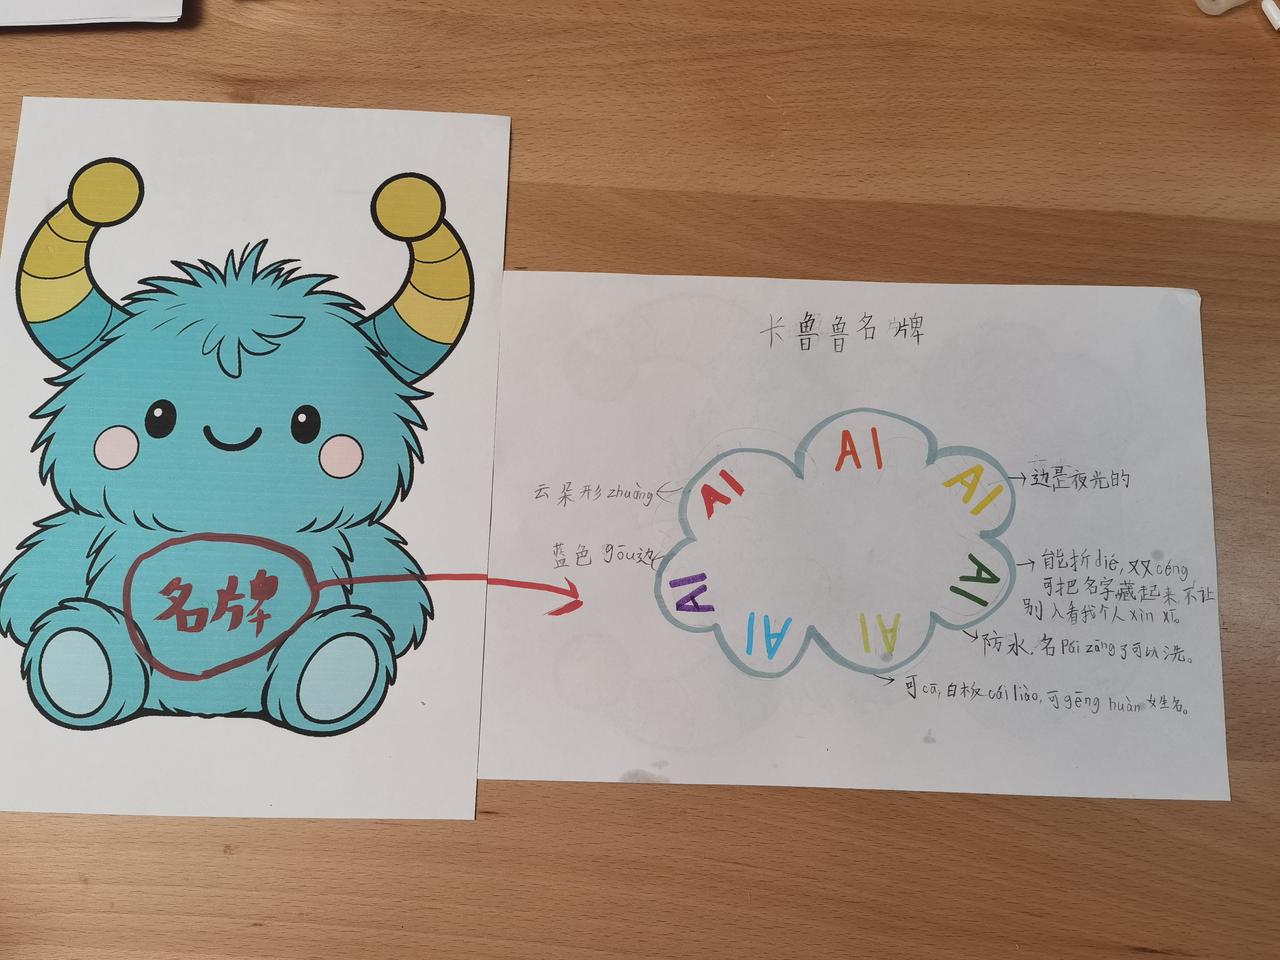 名牌
卡鲁鲁名牌
AI
AI
AI
AI
AI
AI
AI
AI
云朵形zhuàng
蓝色gōu边
边是夜光的
能折dié,双céng
可把名字藏起来不让
别人看我个人xìn xī。
防水,名pái zāng了可以洗。
可cā,白板cái liào,可gēng huàn姓名。